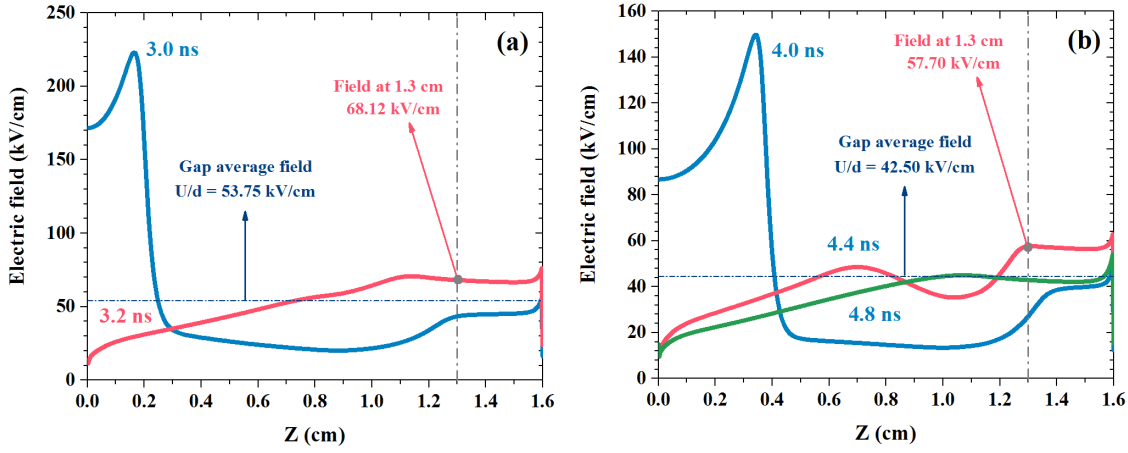 (a)
3.0 ns
Field at 1.3 cm
68.12 kV/cm
Gap average field
U/d = 53.75 kV/cm
3.2 ns
Electric field (kV/cm)
250
200
150
100
50
0
0.0 0.2 0.4 0.6 0.8 1.0 1.2 1.4 1.6
Z (cm)
(b)
4.0 ns
Field at 1.3 cm
57.70 kV/cm
Gap average field
U/d = 42.50 kV/cm
4.4 ns
4.8 ns
Electric field (kV/cm)
160
140
120
100
80
60
40
20
0
0.0 0.2 0.4 0.6 0.8 1.0 1.2 1.4 1.6
Z (cm)